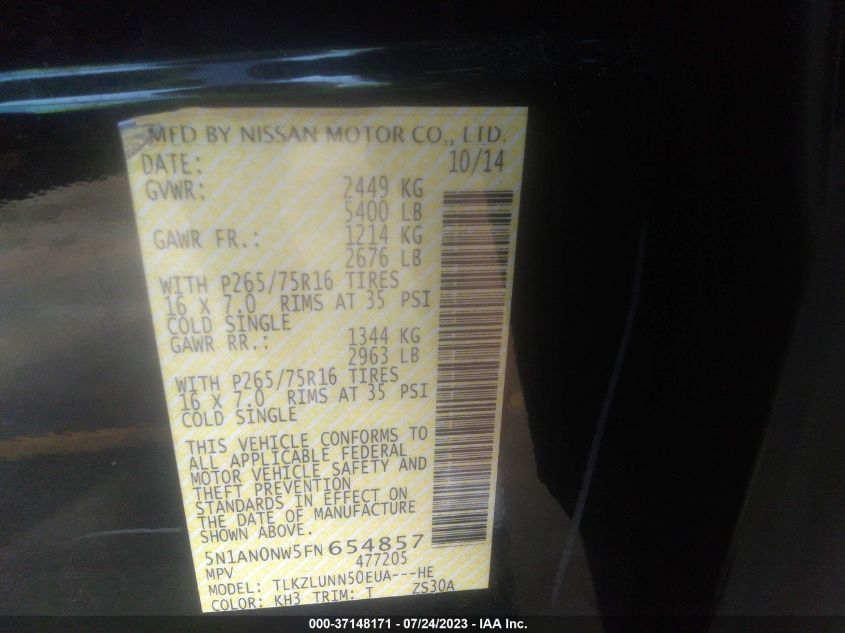 MFD BY NISSAN MOTOR CO., LTD.
DATE: 10/14
GVWR: 2449 KG
5400 LB
GAWR FR.: 1214 KG
2676 LB
WITH P265/75R16 TIRES
16 X 7.0 RIMS AT 35 PSI
COLD SINGLE
GAWR RR.: 1344 KG
2963 LB
WITH P265/75R16 TIRES
16 X 7.0 RIMS AT 35 PSI
COLD SINGLE
THIS VEHICLE CONFORMS TO
ALL APPLICABLE FEDERAL
MOTOR VEHICLE SAFETY AND
THEFT PREVENTION
STANDARDS IN EFFECT ON
THE DATE OF MANUFACTURE
SHOWN ABOVE.
5N1AN0NW5FN654857
MPV 477205
MODEL: TLKZLUNN50EUA---HE
COLOR: KH3 TRIM: T ZS30A
000-37148171 - 07/24/2023 - IAA Inc.